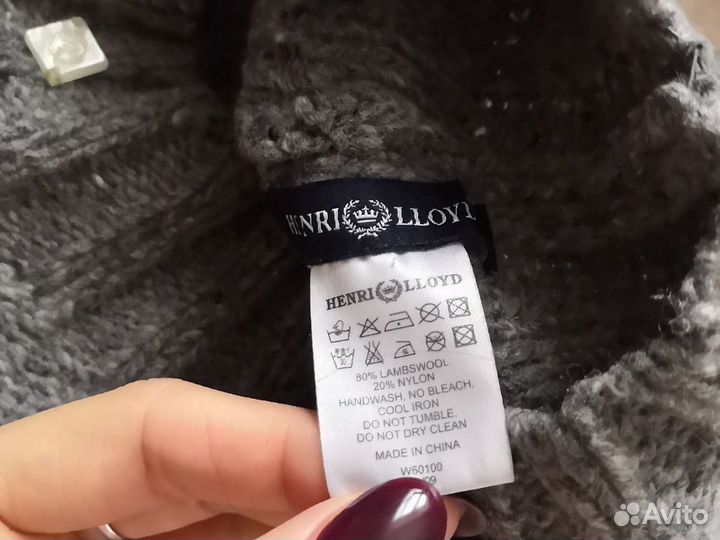 HENRI LLOYD
HENRI LLOYD
80% LAMBSWOOL
20% NYLON
HANDWASH, NO BLEACH,
COOL IRON
DO NOT TUMBLE,
DO NOT DRY CLEAN
MADE IN CHINA
W60100
/09
Avito